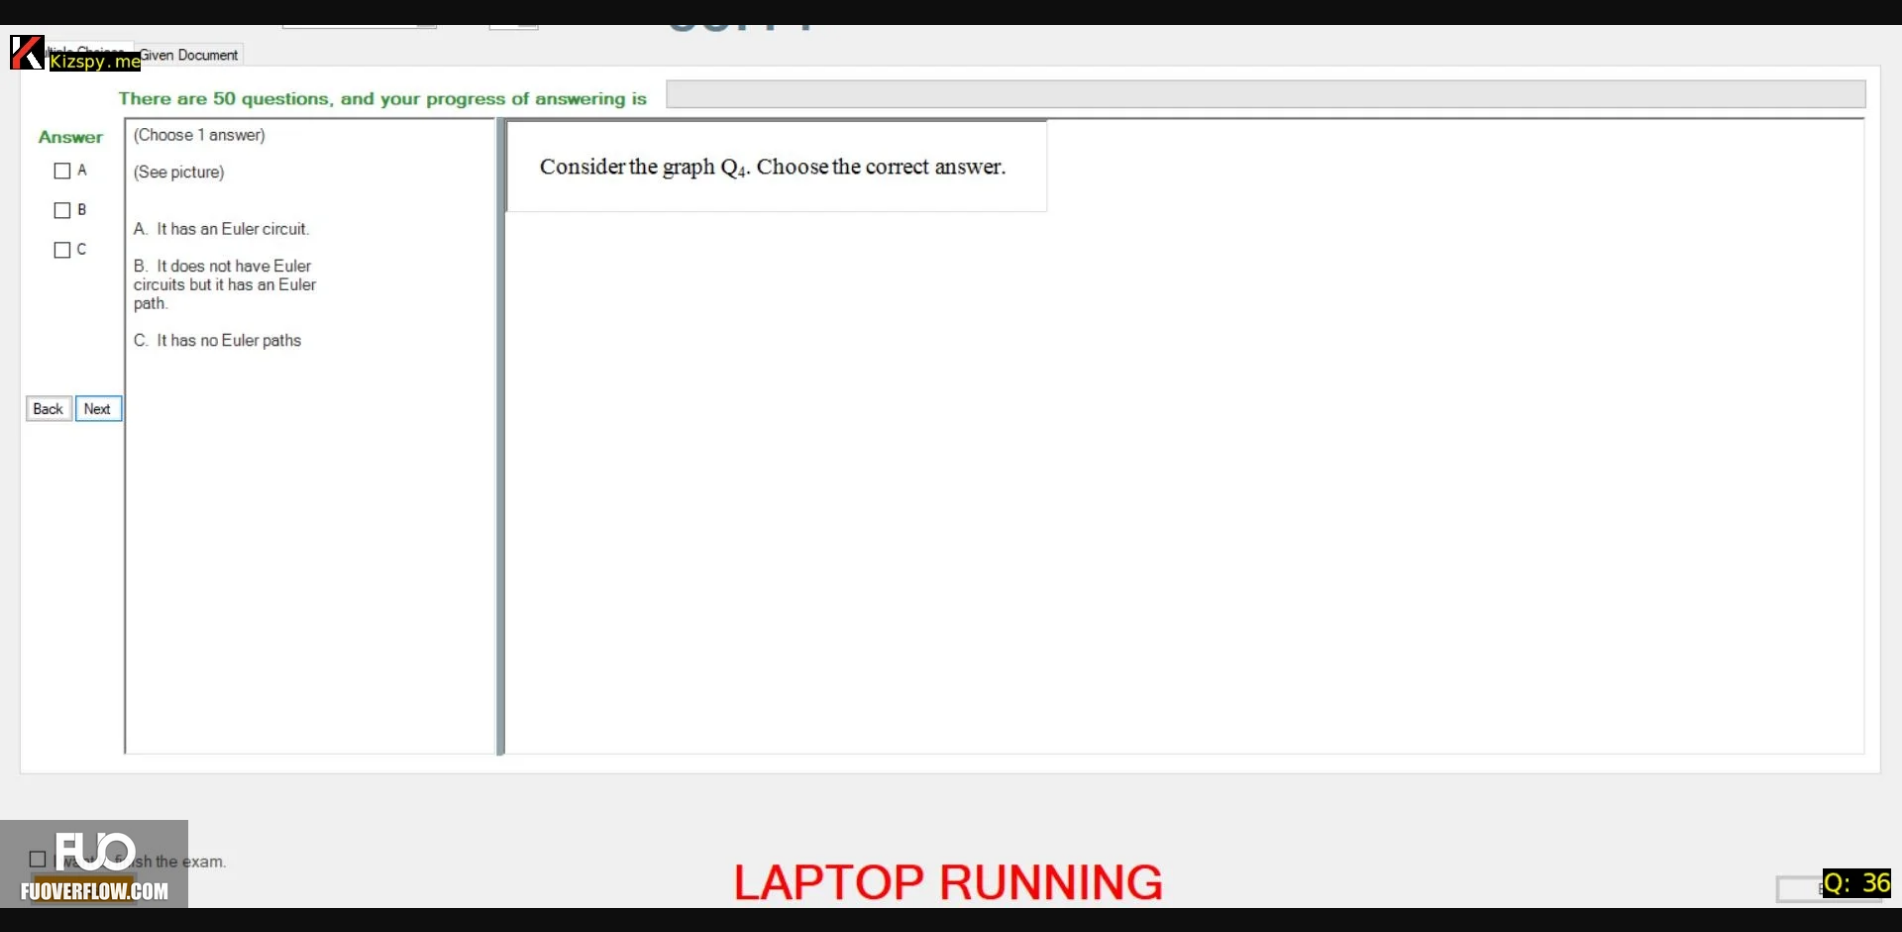 Given Document
Kizspy.me
There are 50 questions, and your progress of answering is
Answer
A
B
C
(Choose 1 answer)
(See picture)
A. It has an Euler circuit.
B. It does not have Euler
circuits but it has an Euler
path.
C. It has no Euler paths
Consider the graph Q₄. Choose the correct answer.
Back
Next
FUO
the exam.
FUOVERFLOW.COM
LAPTOP RUNNING
Q: 36